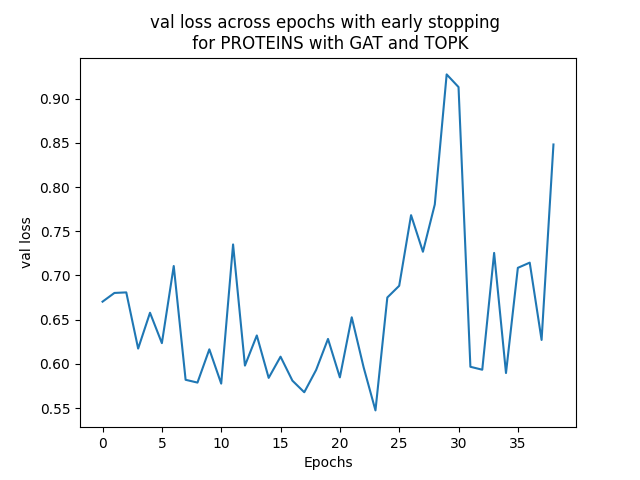 val loss across epochs with early stopping
for PROTEINS with GAT and TOPK
0.90
0.85
0.80
0.75
0.70
0.65
0.60
0.55
val loss
0 5 10 15 20 25 30 35
Epochs